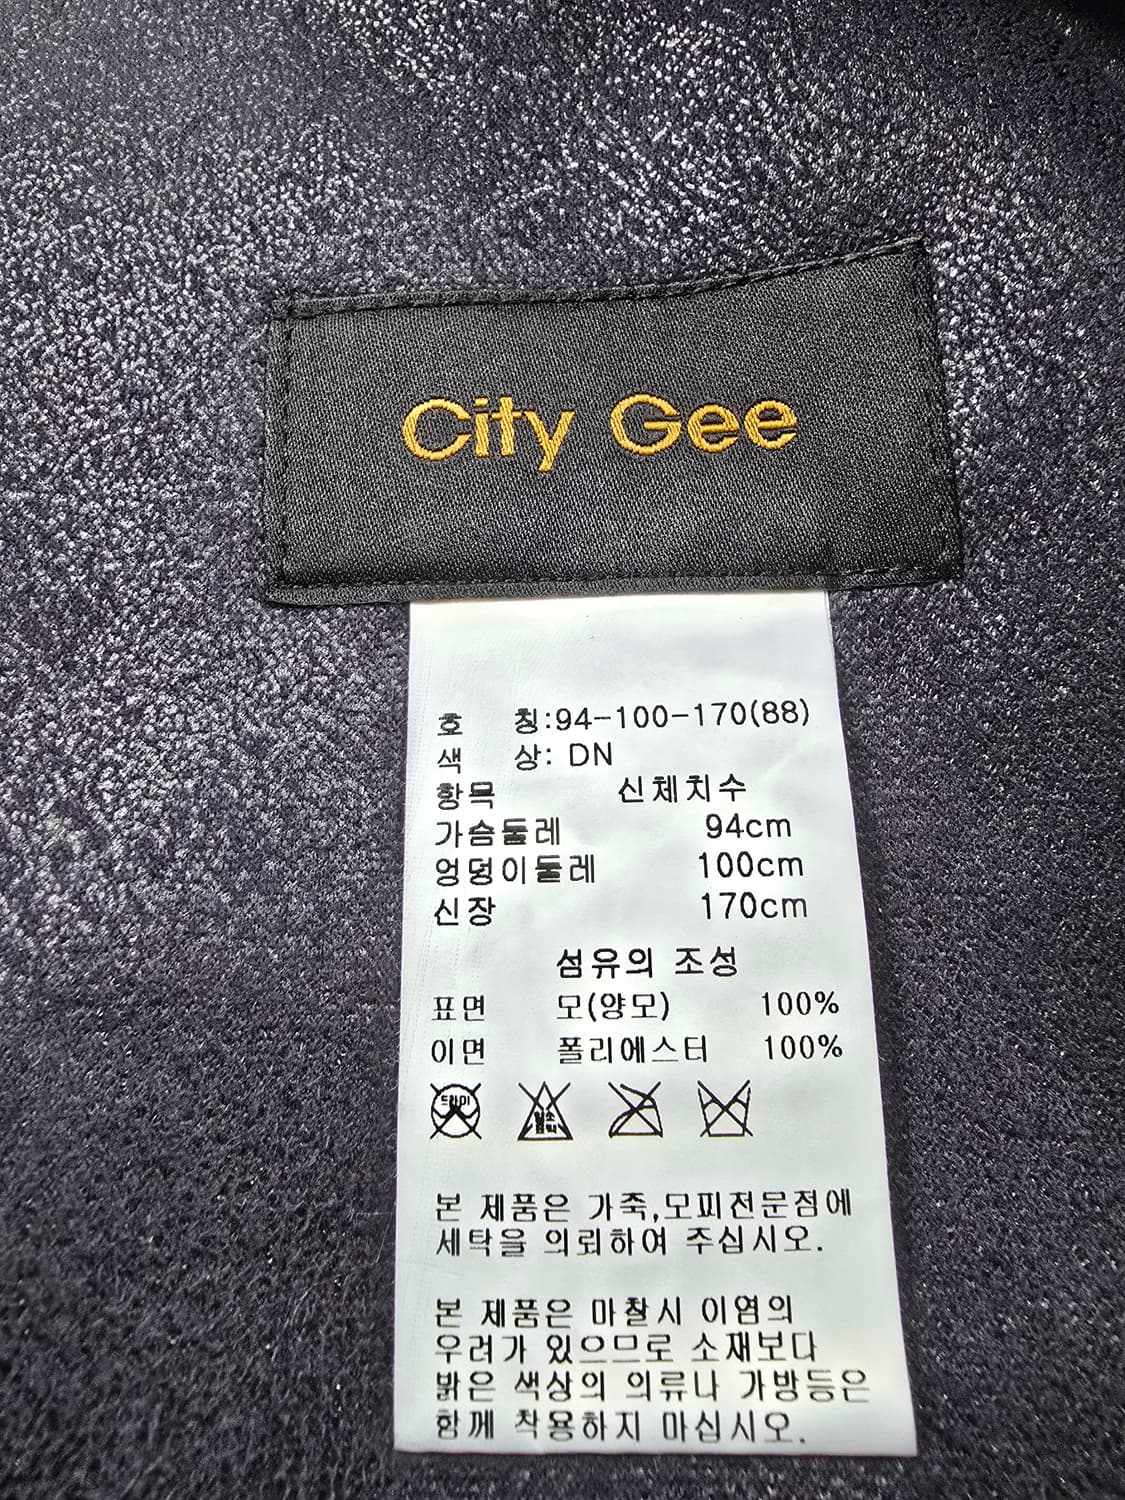 City Gee
호 칭:94-100-170(88)
색 상: DN
항목 신체치수
가슴둘레 94cm
엉덩이둘레 100cm
신장 170cm
섬유의 조성
표면 모(양모) 100%
이면 폴리에스터 100%
드라이
본 제품은 가죽,모피전문점에
세탁을 의뢰하여 주십시오.
본 제품은 마찰시 이염의
우려가 있으므로 소재보다
밝은 색상의 의류나 가방등은
함께 착용하지 마십시오.